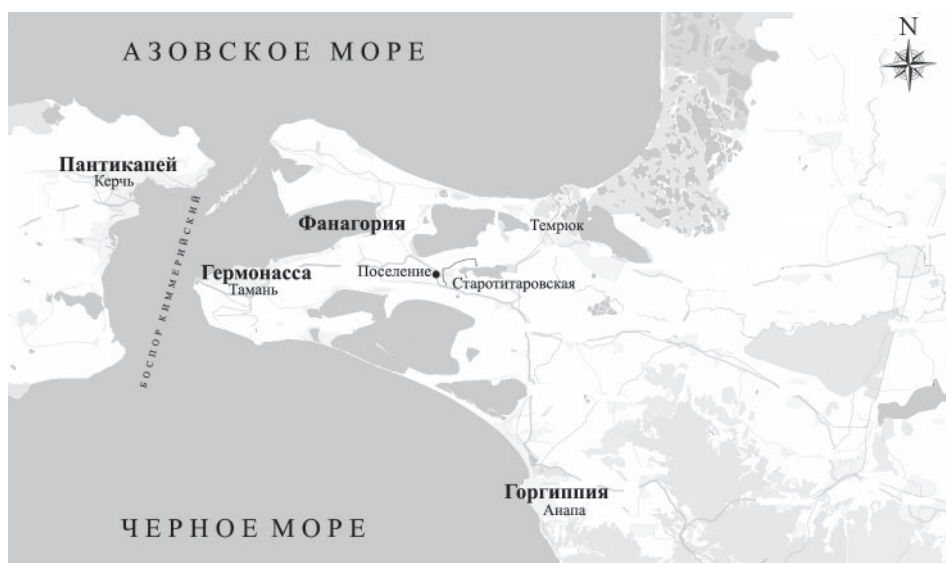 АЗОВСКОЕ МОРЕ
N
Пантикапей
Керчь
Фанагория
Темрюк
Гермонасса
Тамань
Поселение
Старотитаровская
БОСПОР КИММЕРИЙСКИЙ
Горгиппия
Анапа
ЧЕРНОЕ МОРЕ